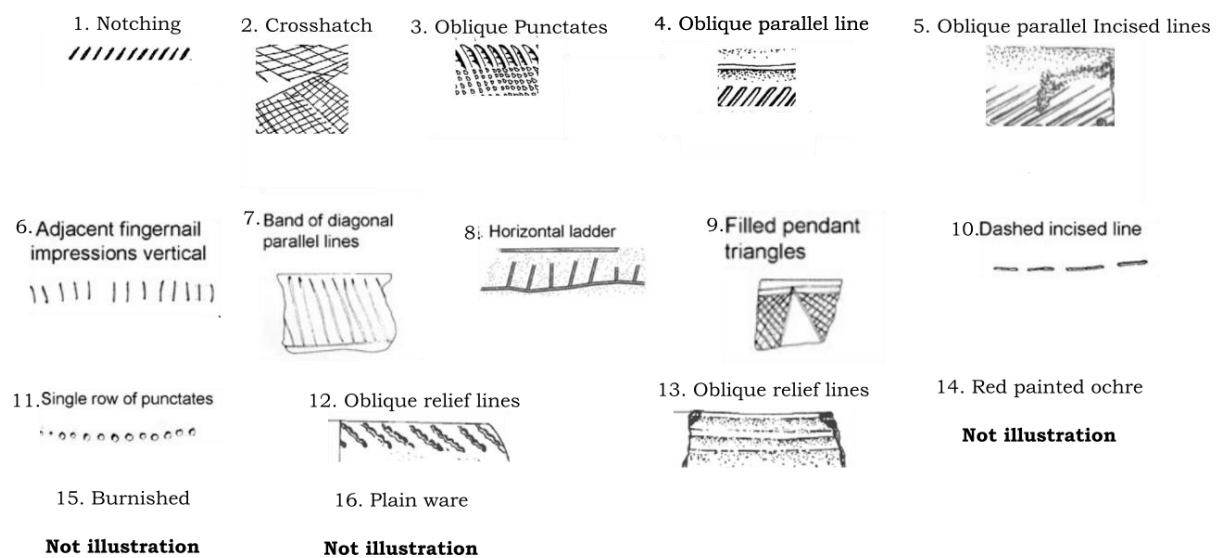 1. Notching
2. Crosshatch
3. Oblique Punctates
4. Oblique parallel line
5. Oblique parallel Incised lines
6. Adjacent fingernail
impressions vertical
7. Band of diagonal
parallel lines
8. Horizontal ladder
9. Filled pendant
triangles
10. Dashed incised line
11. Single row of punctates
12. Oblique relief lines
13. Oblique relief lines
14. Red painted ochre
Not illustration
15. Burnished
Not illustration
16. Plain ware
Not illustration